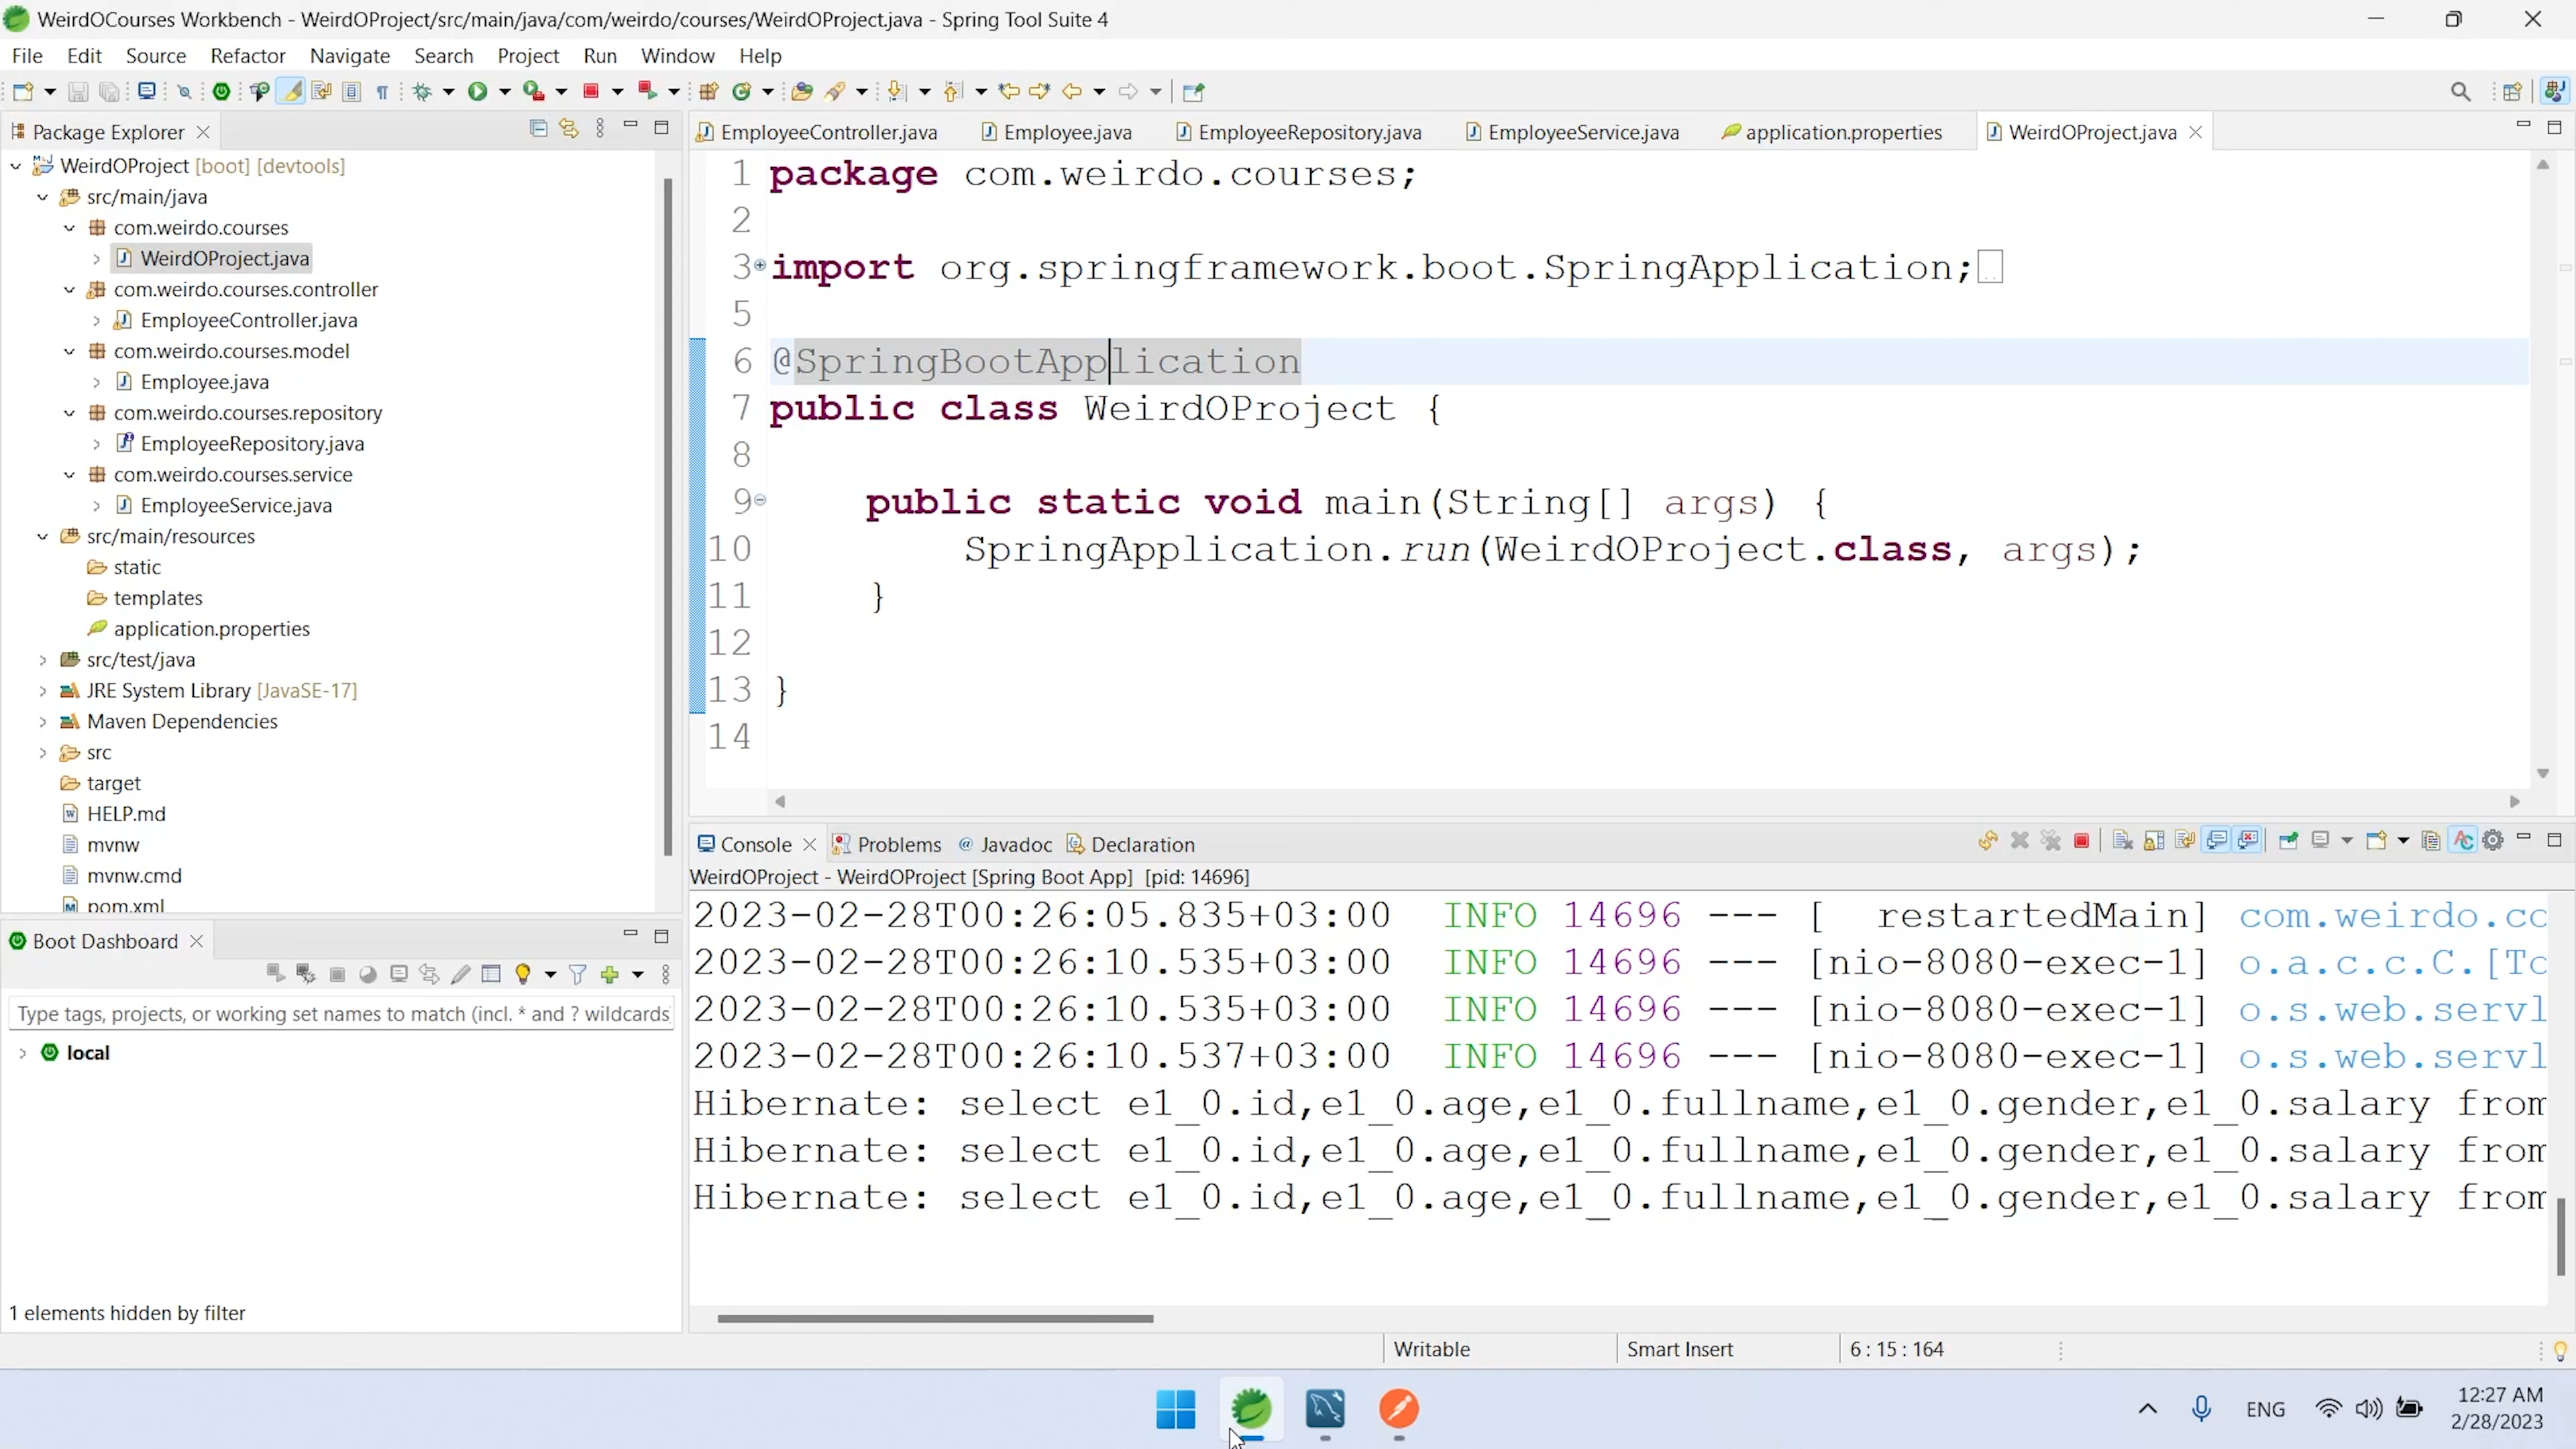 WeirdOCourses Workbench - WeirdOProject/src/main/java/com/weirdo/courses/WeirdOProject.java - Spring Tool Suite 4
File Edit Source Refactor Navigate Search Project Run Window Help
Package Explorer
WeirdOProject [boot] [devtools]
src/main/java
com.weirdo.courses
WeirdOProject.java
com.weirdo.courses.controller
EmployeeController.java
com.weirdo.courses.model
Employee.java
com.weirdo.courses.repository
EmployeeRepository.java
com.weirdo.courses.service
EmployeeService.java
src/main/resources
static
templates
application.properties
src/test/java
JRE System Library [JavaSE-17]
Maven Dependencies
src
target
HELP.md
mvnw
mvnw.cmd
pom.xml
Boot Dashboard
Type tags, projects, or working set names to match (incl. * and ? wildcards
local
1 elements hidden by filter
EmployeeController.java Employee.java EmployeeRepository.java EmployeeService.java application.properties WeirdOProject.java
1 package com.weirdo.courses;
2
3 import org.springframework.boot.SpringApplication;
5
6 @SpringBootApplication
7 public class WeirdOProject {
8
9 public static void main(String[] args) {
10 SpringApplication.run(WeirdOProject.class, args);
11 }
12
13 }
14
Console Problems @ Javadoc Declaration
WeirdOProject - WeirdOProject [Spring Boot App] [pid: 14696]
2023-02-28T00:26:05.835+03:00 INFO 14696 --- [ restartedMain] com.weirdo.co
2023-02-28T00:26:10.535+03:00 INFO 14696 --- [nio-8080-exec-1] o.a.c.c.C.[To
2023-02-28T00:26:10.535+03:00 INFO 14696 --- [nio-8080-exec-1] o.s.web.servl
2023-02-28T00:26:10.537+03:00 INFO 14696 --- [nio-8080-exec-1] o.s.web.servl
Hibernate: select e1_0.id,e1_0.age,e1_0.fullname,e1_0.gender,e1_0.salary from
Hibernate: select e1_0.id,e1_0.age,e1_0.fullname,e1_0.gender,e1_0.salary from
Hibernate: select e1_0.id,e1_0.age,e1_0.fullname,e1_0.gender,e1_0.salary from
Writable Smart Insert 6 : 15 : 164
ENG
12:27 AM
2/28/2023